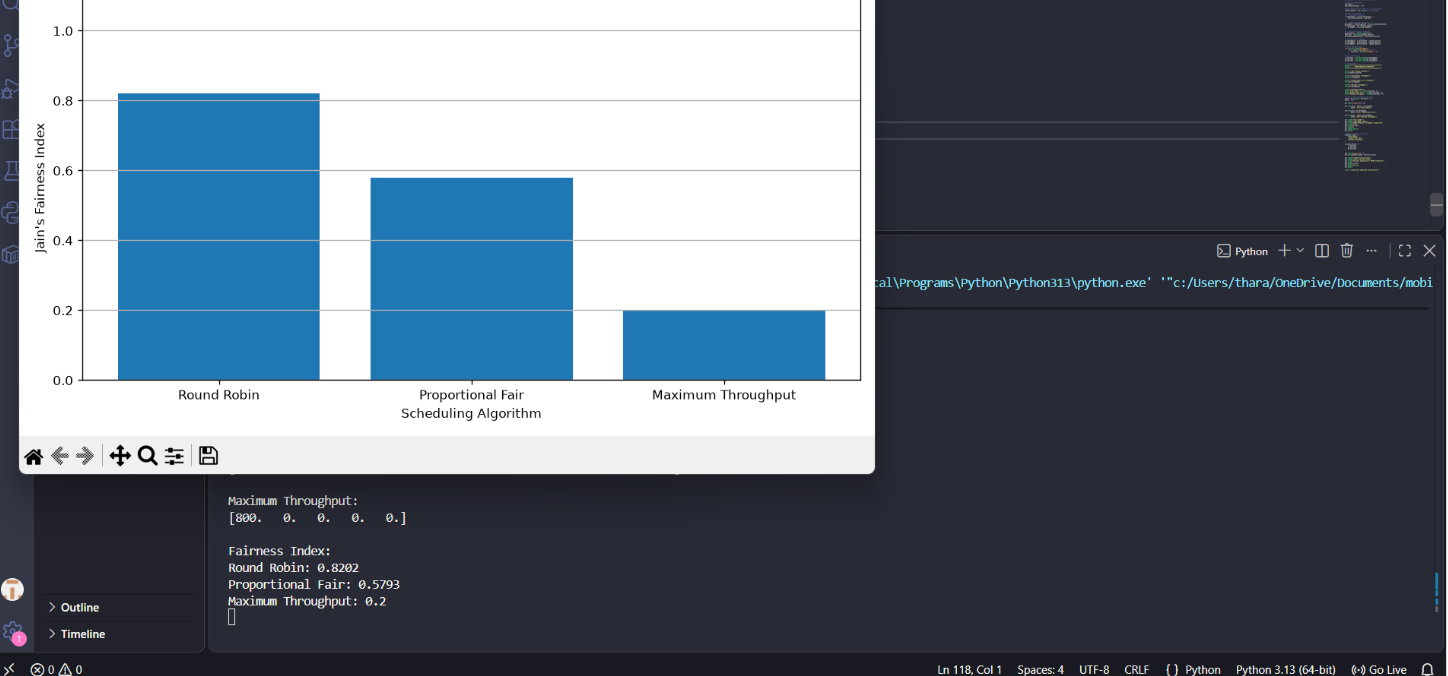 1.0
0.8
0.6
0.4
0.2
0.0
Jain's Fairness Index
Round Robin
Proportional Fair
Maximum Throughput
Scheduling Algorithm
Python
cal\Programs\Python\Python313\python.exe' '"c:/Users/thara/OneDrive/Documents/mobi
Maximum Throughput:
[800.   0.   0.   0.   0.]
Fairness Index:
Round Robin: 0.8202
Proportional Fair: 0.5793
Maximum Throughput: 0.2
Outline
Timeline
1
0 0
Ln 118, Col 1
Spaces: 4
UTF-8
CRLF
{ } Python
Python 3.13 (64-bit)
Go Live